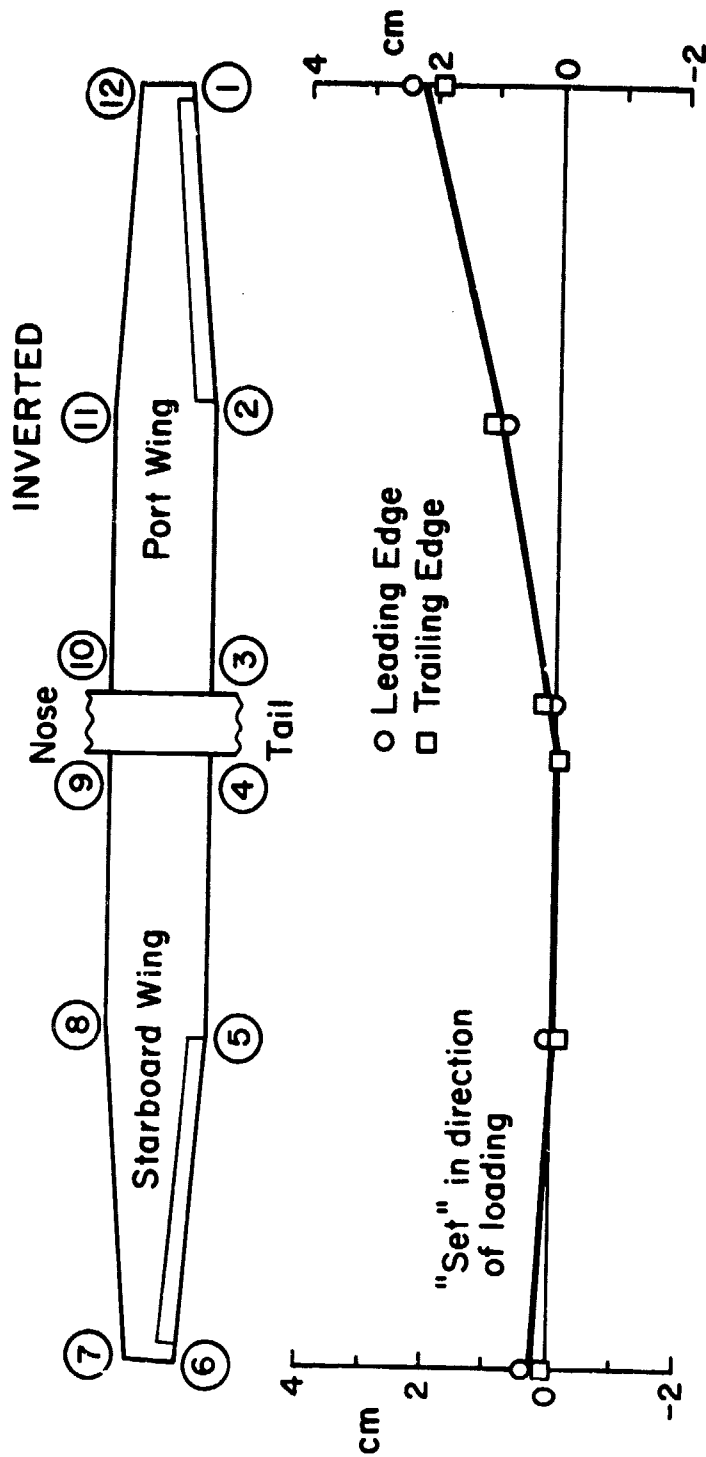 INVERTED
Nose
7 8 9 10 11 12
Starboard Wing
Port Wing
6 5 4 3 2 1
Tail
4
cm
2
0
-2
"Set" in direction
of loading
Leading Edge
Trailing Edge
4
cm
2
0
-2